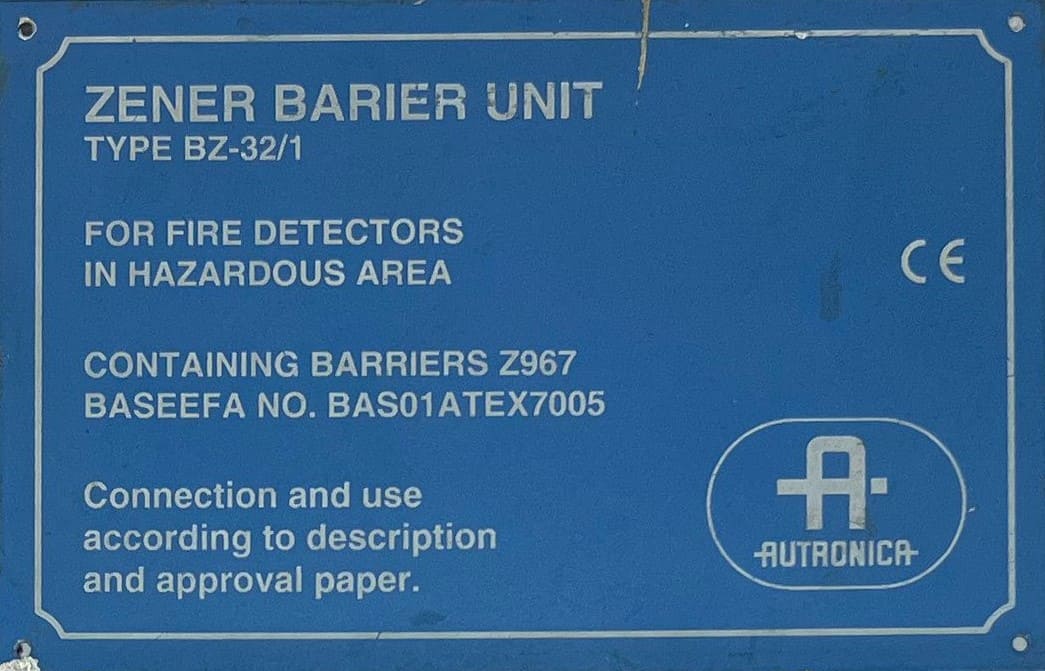 ZENER BARIER UNIT
TYPE BZ-32/1
FOR FIRE DETECTORS
IN HAZARDOUS AREA
CE
CONTAINING BARRIERS Z967
BASEEFA NO. BAS01ATEX7005
Connection and use
according to description
and approval paper.
A
AUTRONICA